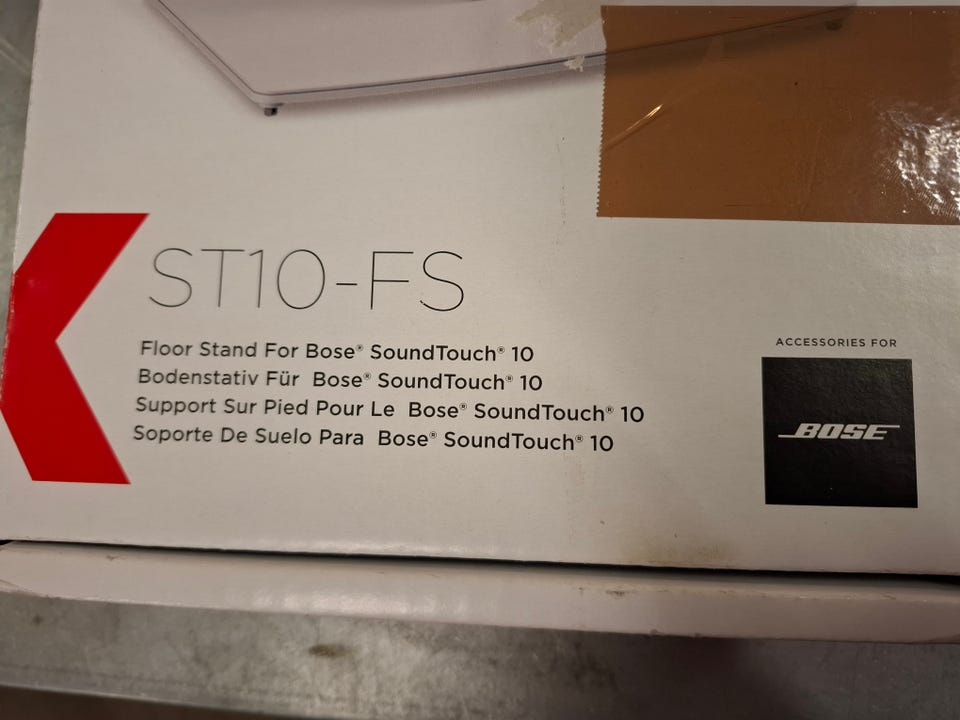 ST10-FS
Floor Stand For Bose® SoundTouch® 10
Bodenstativ Für Bose® SoundTouch® 10
Support Sur Pied Pour Le Bose® SoundTouch® 10
Soporte De Suelo Para Bose® SoundTouch® 10
ACCESSORIES FOR
BOSE